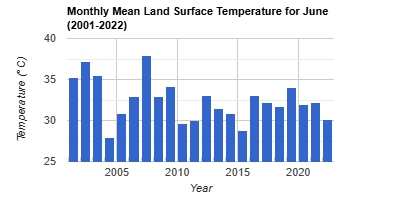 Monthly Mean Land Surface Temperature for June
(2001-2022)
40
35
30
25
Temperature (° C)
2005 2010 2015 2020
Year